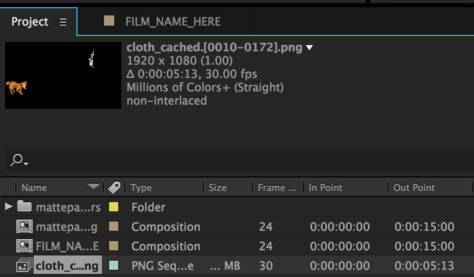 Project ≡ FILM_NAME_HERE
cloth_cached.[0010-0172].png ▼
1920 x 1080 (1.00)
Δ 0:00:05:13, 30.00 fps
Millions of Colors+ (Straight)
non-interlaced
Name Type Size Frame ... In Point Out Point
mattepa...rs Folder
mattepa...g Composition 24 0:00:00:00 0:00:15:00
FILM_NA...E Composition 24 0:00:00:00 0:00:15:00
cloth_c...ng PNG Seq...e ... MB 30 0:00:00:00 0:00:05:13